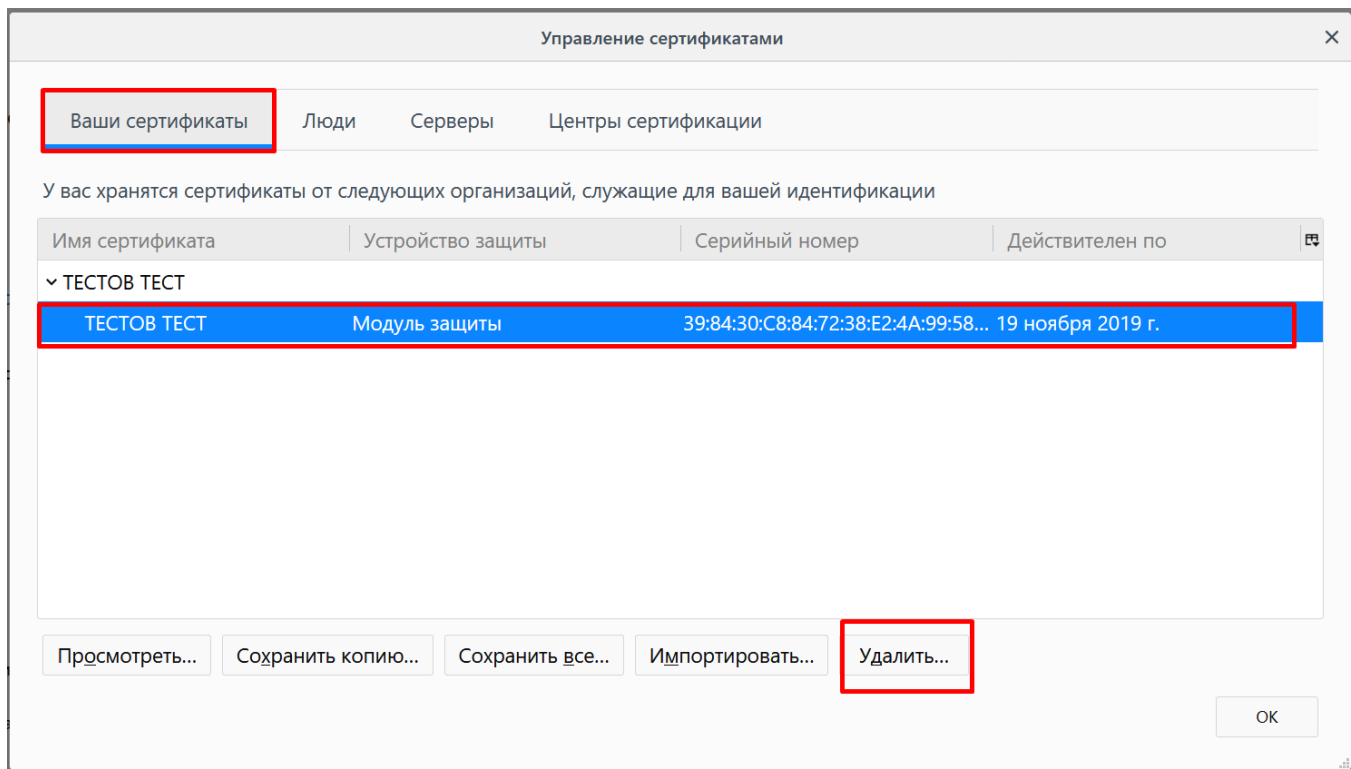 Управление сертификатами
Ваши сертификаты Люди Серверы Центры сертификации
У вас хранятся сертификаты от следующих организаций, служащие для вашей идентификации
Имя сертификата Устройство защиты Серийный номер Действителен по
ТЕСТОВ ТЕСТ
ТЕСТОВ ТЕСТ Модуль защиты 39:84:30:C8:84:72:38:E2:4A:99:58... 19 ноября 2019 г.
Просмотреть... Сохранить копию... Сохранить все... Импортировать... Удалить...
ОК